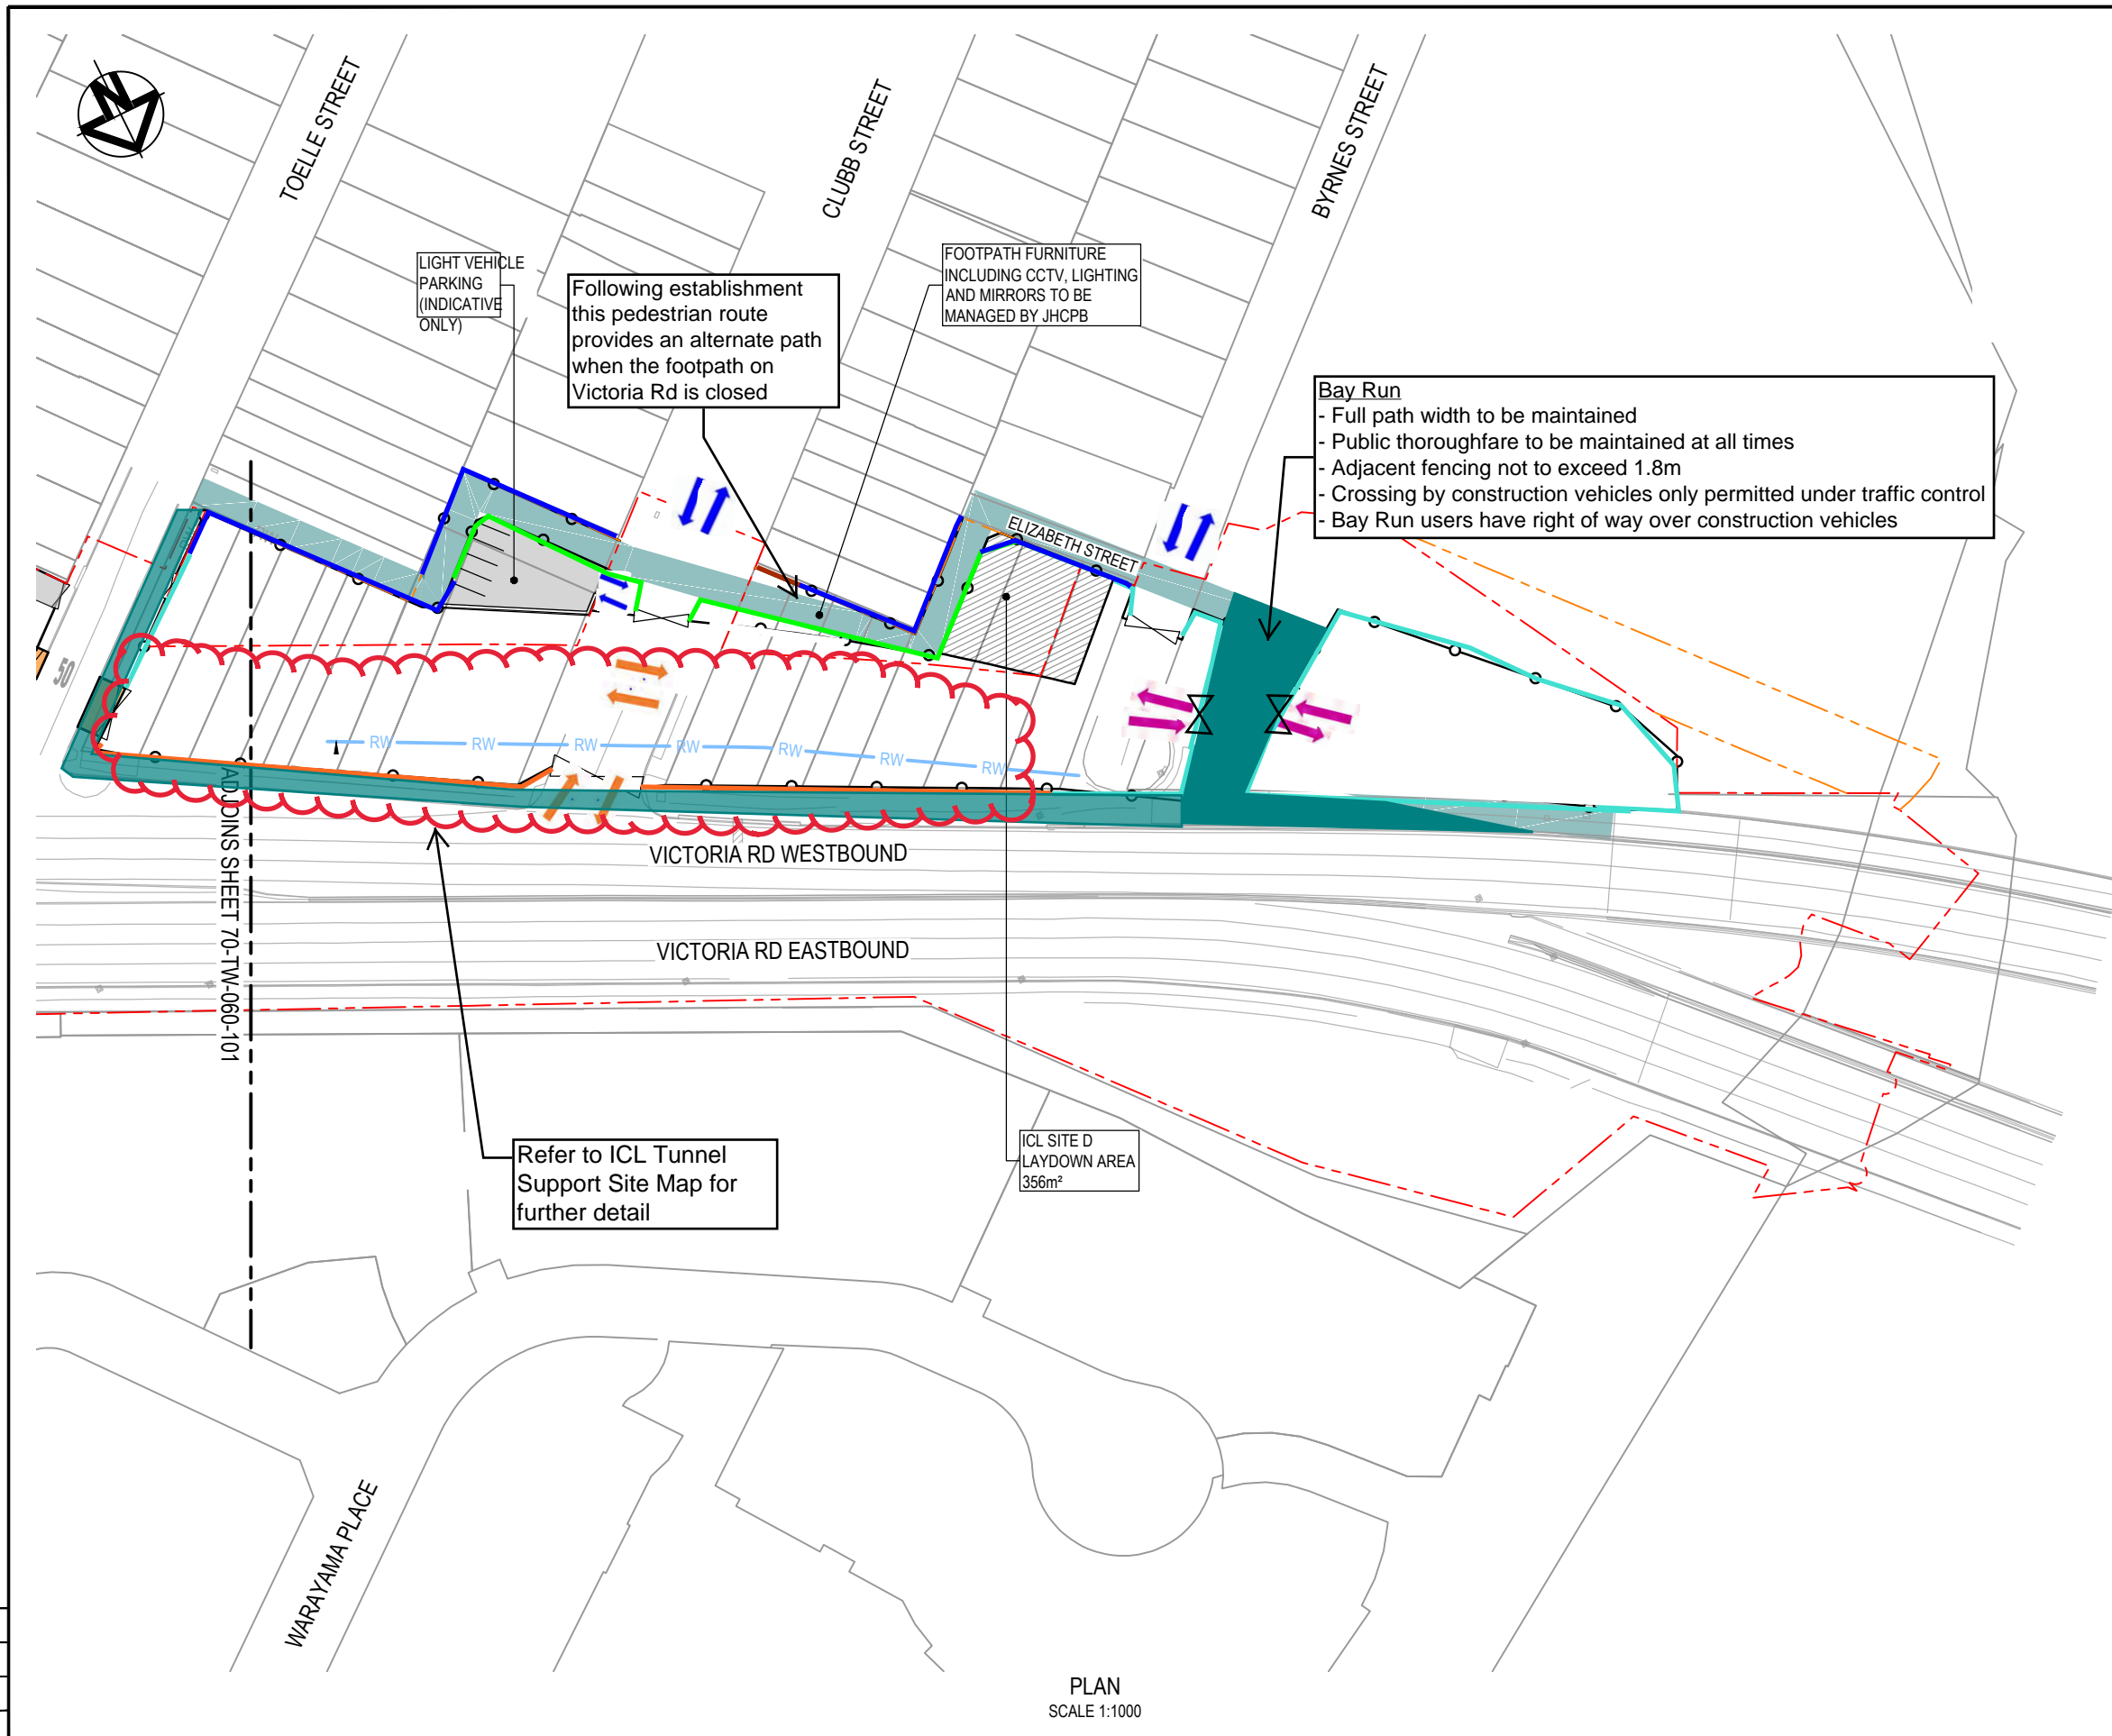 N
TOELLE STREET
CLUBB STREET
BYRNES STREET
LIGHT VEHICLE
PARKING
(INDICATIVE
ONLY)
Following establishment
this pedestrian route
provides an alternate path
when the footpath on
Victoria Rd is closed
FOOTPATH FURNITURE
INCLUDING CCTV, LIGHTING
AND MIRRORS TO BE
MANAGED BY JHCPB
Bay Run
- Full path width to be maintained
- Public thoroughfare to be maintained at all times
- Adjacent fencing not to exceed 1.8m
- Crossing by construction vehicles only permitted under traffic control
- Bay Run users have right of way over construction vehicles
ELIZABETH STREET
50
RW RW RW RW RW RW RW
ADJOINS SHEET 70-TW-060-101
VICTORIA RD WESTBOUND
VICTORIA RD EASTBOUND
Refer to ICL Tunnel
Support Site Map for
further detail
ICL SITE D
LAYDOWN AREA
356m²
WARAYAMA PLACE
PLAN
SCALE 1:1000